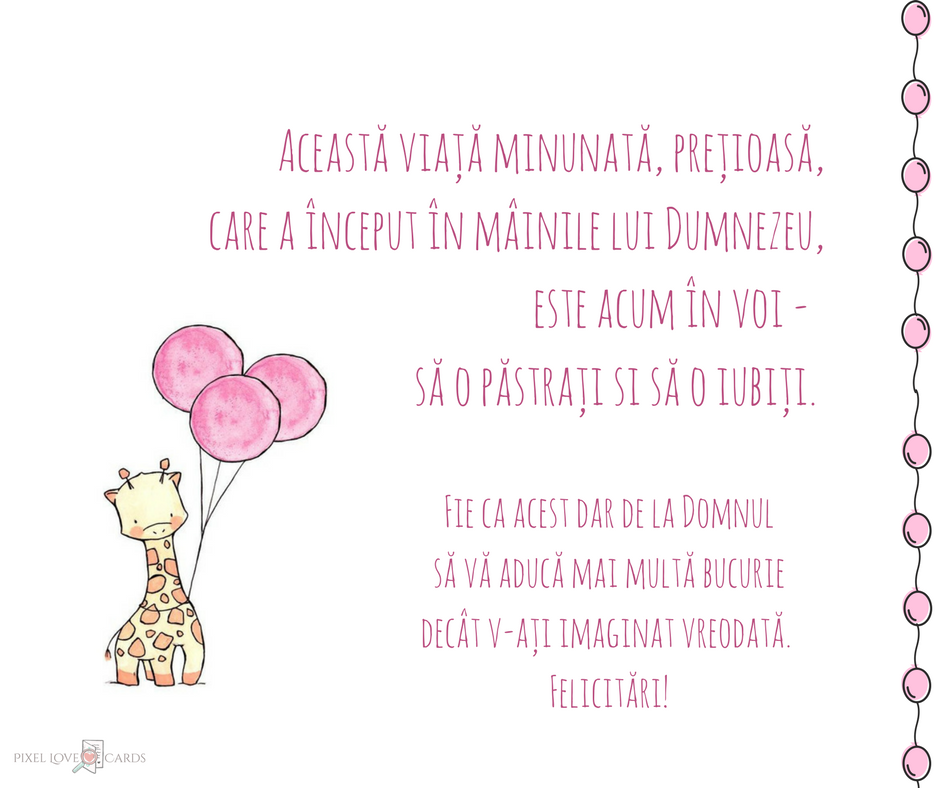 Această viață minunată, prețioasă,
care a început în mâinile lui Dumnezeu,
este acum în voi -
să o păstrați si să o iubiți.
Fie ca acest dar de la Domnul
să vă aducă mai multă bucurie
decât v-ați imaginat vreodată.
Felicitări!
PIXEL LOVE CARDS